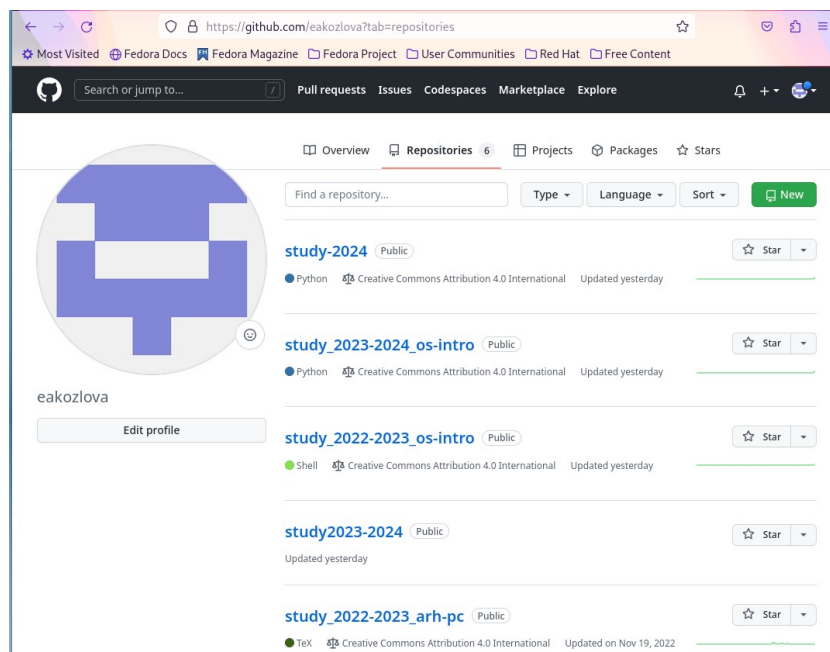 https://github.com/eakozlova?tab=repositories
Most Visited Fedora Docs Fedora Magazine Fedora Project User Communities Red Hat Free Content
Search or jump to... / Pull requests Issues Codespaces Marketplace Explore
Overview Repositories 6 Projects Packages Stars
Find a repository... Type Language Sort New
study-2024 Public Star
Python Creative Commons Attribution 4.0 International Updated yesterday
study_2023-2024_os-intro Public Star
Python Creative Commons Attribution 4.0 International Updated yesterday
eakozlova
Edit profile
study_2022-2023_os-intro Public Star
Shell Creative Commons Attribution 4.0 International Updated yesterday
study2023-2024 Public Star
Updated yesterday
study_2022-2023_arh-pc Public Star
TeX Creative Commons Attribution 4.0 International Updated on Nov 19, 2022